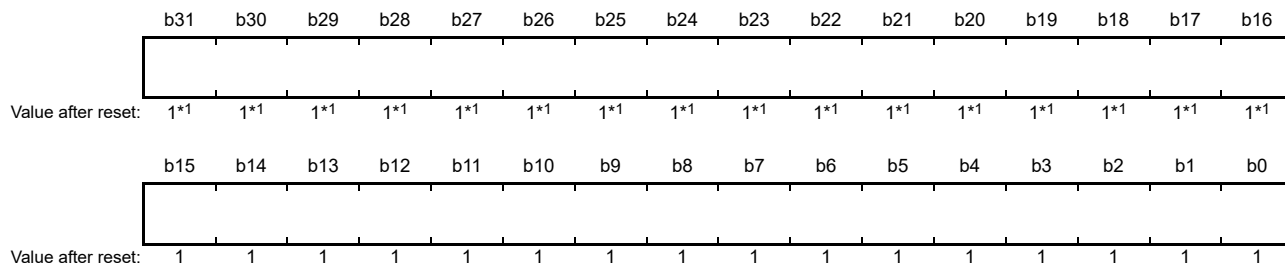 b31 b30 b29 b28 b27 b26 b25 b24 b23 b22 b21 b20 b19 b18 b17 b16
Value after reset: 1*1 1*1 1*1 1*1 1*1 1*1 1*1 1*1 1*1 1*1 1*1 1*1 1*1 1*1 1*1 1*1
b15 b14 b13 b12 b11 b10 b9 b8 b7 b6 b5 b4 b3 b2 b1 b0
Value after reset: 1 1 1 1 1 1 1 1 1 1 1 1 1 1 1 1